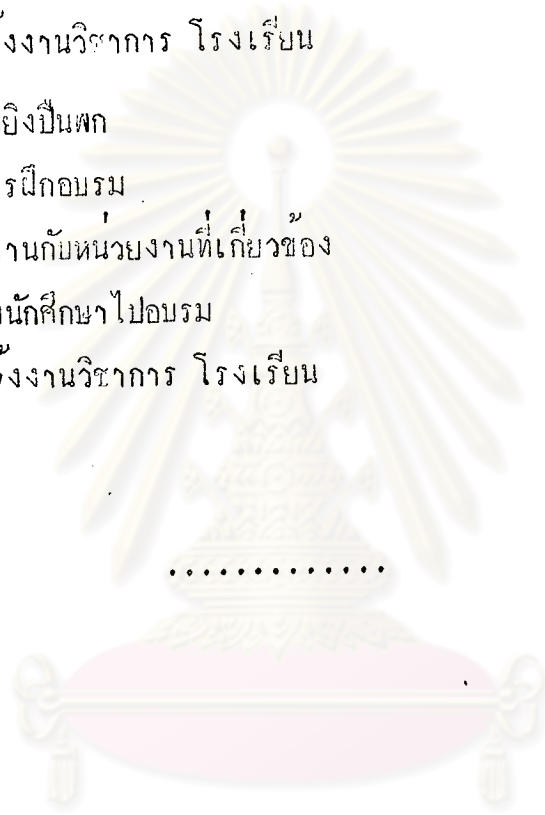 งงานวิชาการ โรงเรียน
ยิงปืนพก
รฝึกอบรม
านกับหน่วยงานที่เกี่ยวข้อง
นักศึกษาไปอบรม
งงานวิชาการ โรงเรียน
.............